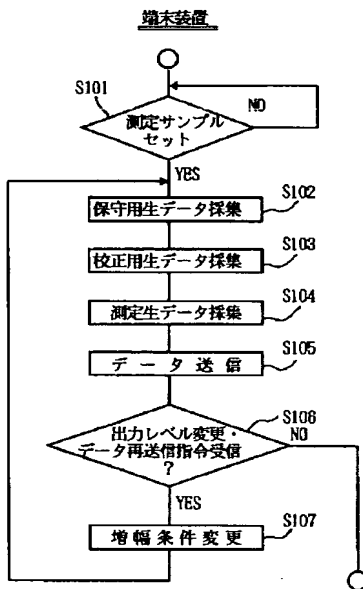 端末装置
S101
測定サンプル
セット
NO
YES
S102
保守用生データ採集
S103
校正用生データ採集
S104
測定生データ採集
S105
データ送信
S106
出力レベル変更・
データ再送信指令受信
?
NO
YES
S107
増幅条件変更